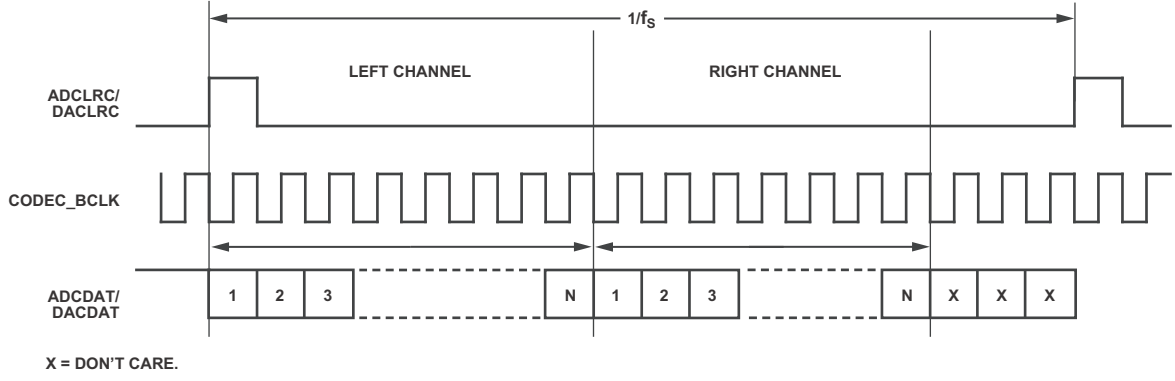 1/fS
LEFT CHANNEL
RIGHT CHANNEL
ADCLRC/
DACLRC
CODEC_BCLK
ADCDAT/
DACDAT
1 2 3 N 1 2 3 N X X X
X = DON'T CARE.